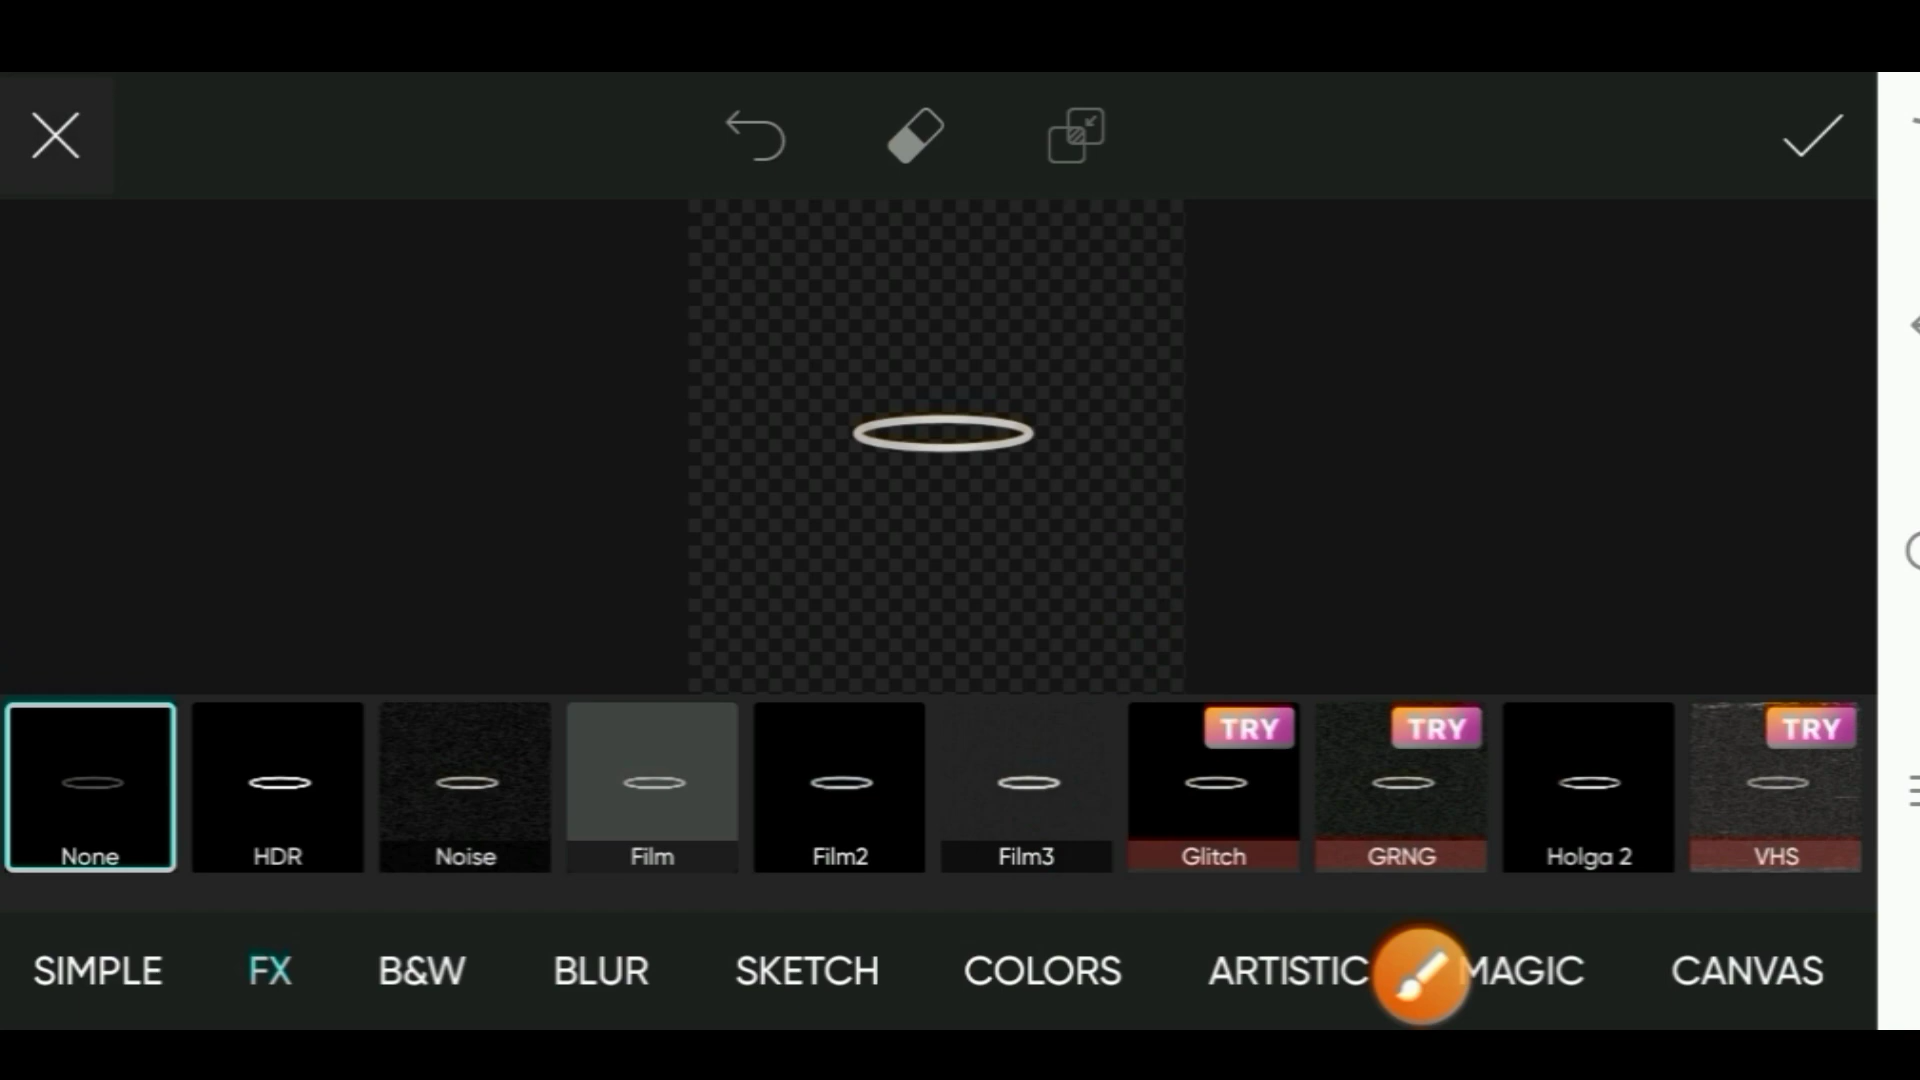 TRY TRY TRY
None HDR Noise Film Film2 Film3 Glitch GRNG Holga 2 VHS
SIMPLE FX B&W BLUR SKETCH COLORS ARTISTIC MAGIC CANVAS